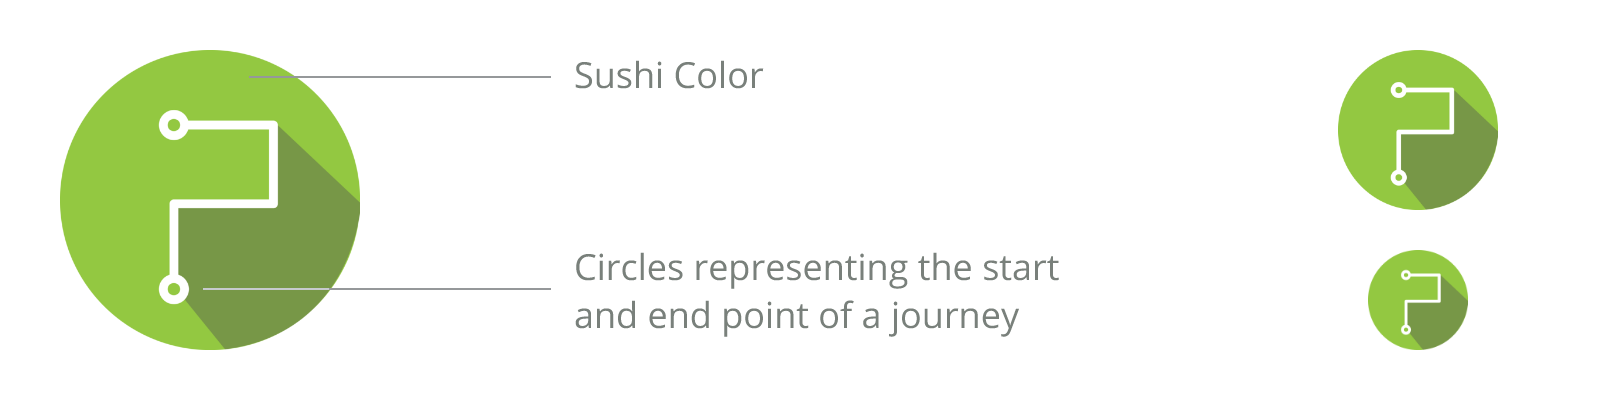 Sushi Color
Circles representing the start
and end point of a journey